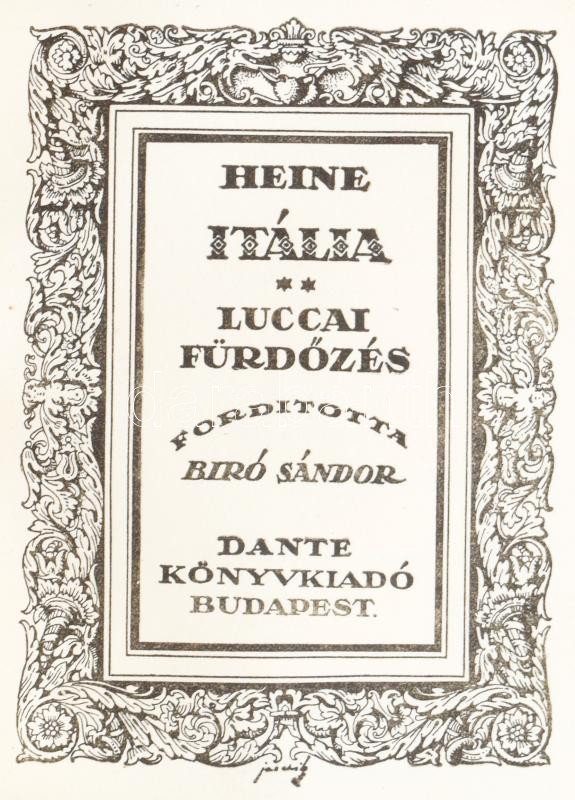 HEINE
ITÁLIA
**
LUCCAI
FÜRDŐZÉS
FORDITOTTA
BIRÓ SÁNDOR
DANTE
KÖNYVKIADÓ
BUDAPEST.